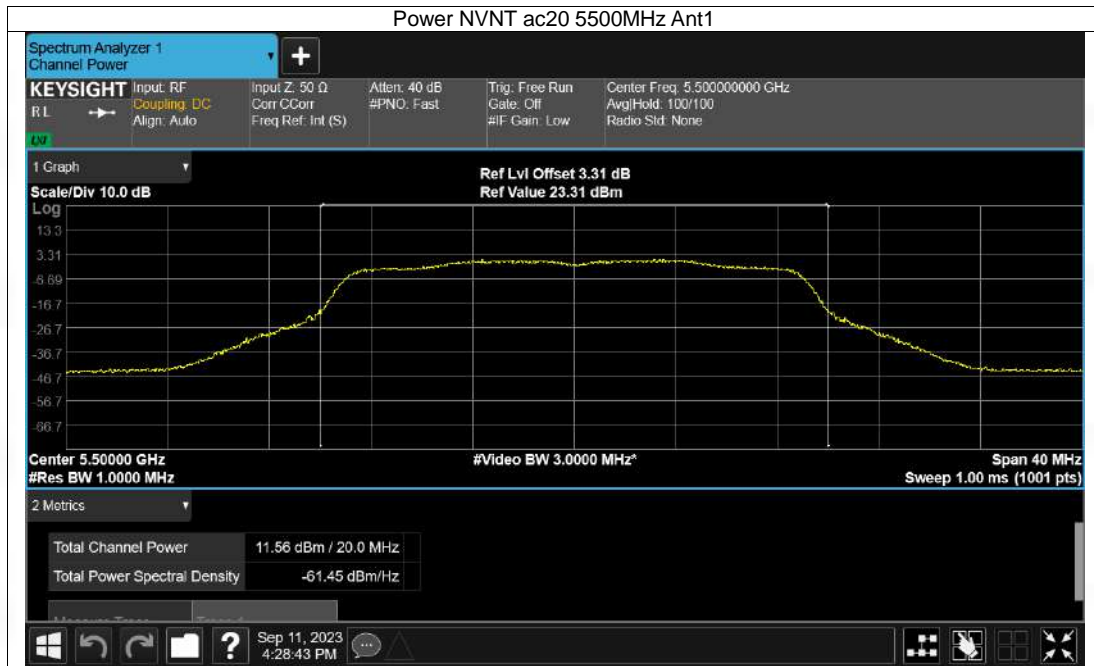 Power NVNT ac20 5500MHz Ant1
Spectrum Analyzer 1
Channel Power
+
KEYSIGHT
R L
LXI
Input: RF
Coupling: DC
Align: Auto
Input Z: 50 Ω
Corr CCorr
Freq Ref: Int (S)
Atten: 40 dB
#PNO: Fast
Trig: Free Run
Gate: Off
#IF Gain: Low
Center Freq: 5.500000000 GHz
Avg|Hold: 100/100
Radio Std: None
1 Graph
Scale/Div 10.0 dB
Ref Lvl Offset 3.31 dB
Ref Value 23.31 dBm
Log
13.3
3.31
-6.69
-16.7
-26.7
-36.7
-46.7
-56.7
-66.7
Center 5.50000 GHz
#Res BW 1.0000 MHz
#Video BW 3.0000 MHz*
Span 40 MHz
Sweep 1.00 ms (1001 pts)
2 Metrics
Total Channel Power 11.56 dBm / 20.0 MHz
Total Power Spectral Density -61.45 dBm/Hz
?
Sep 11, 2023
4:28:43 PM